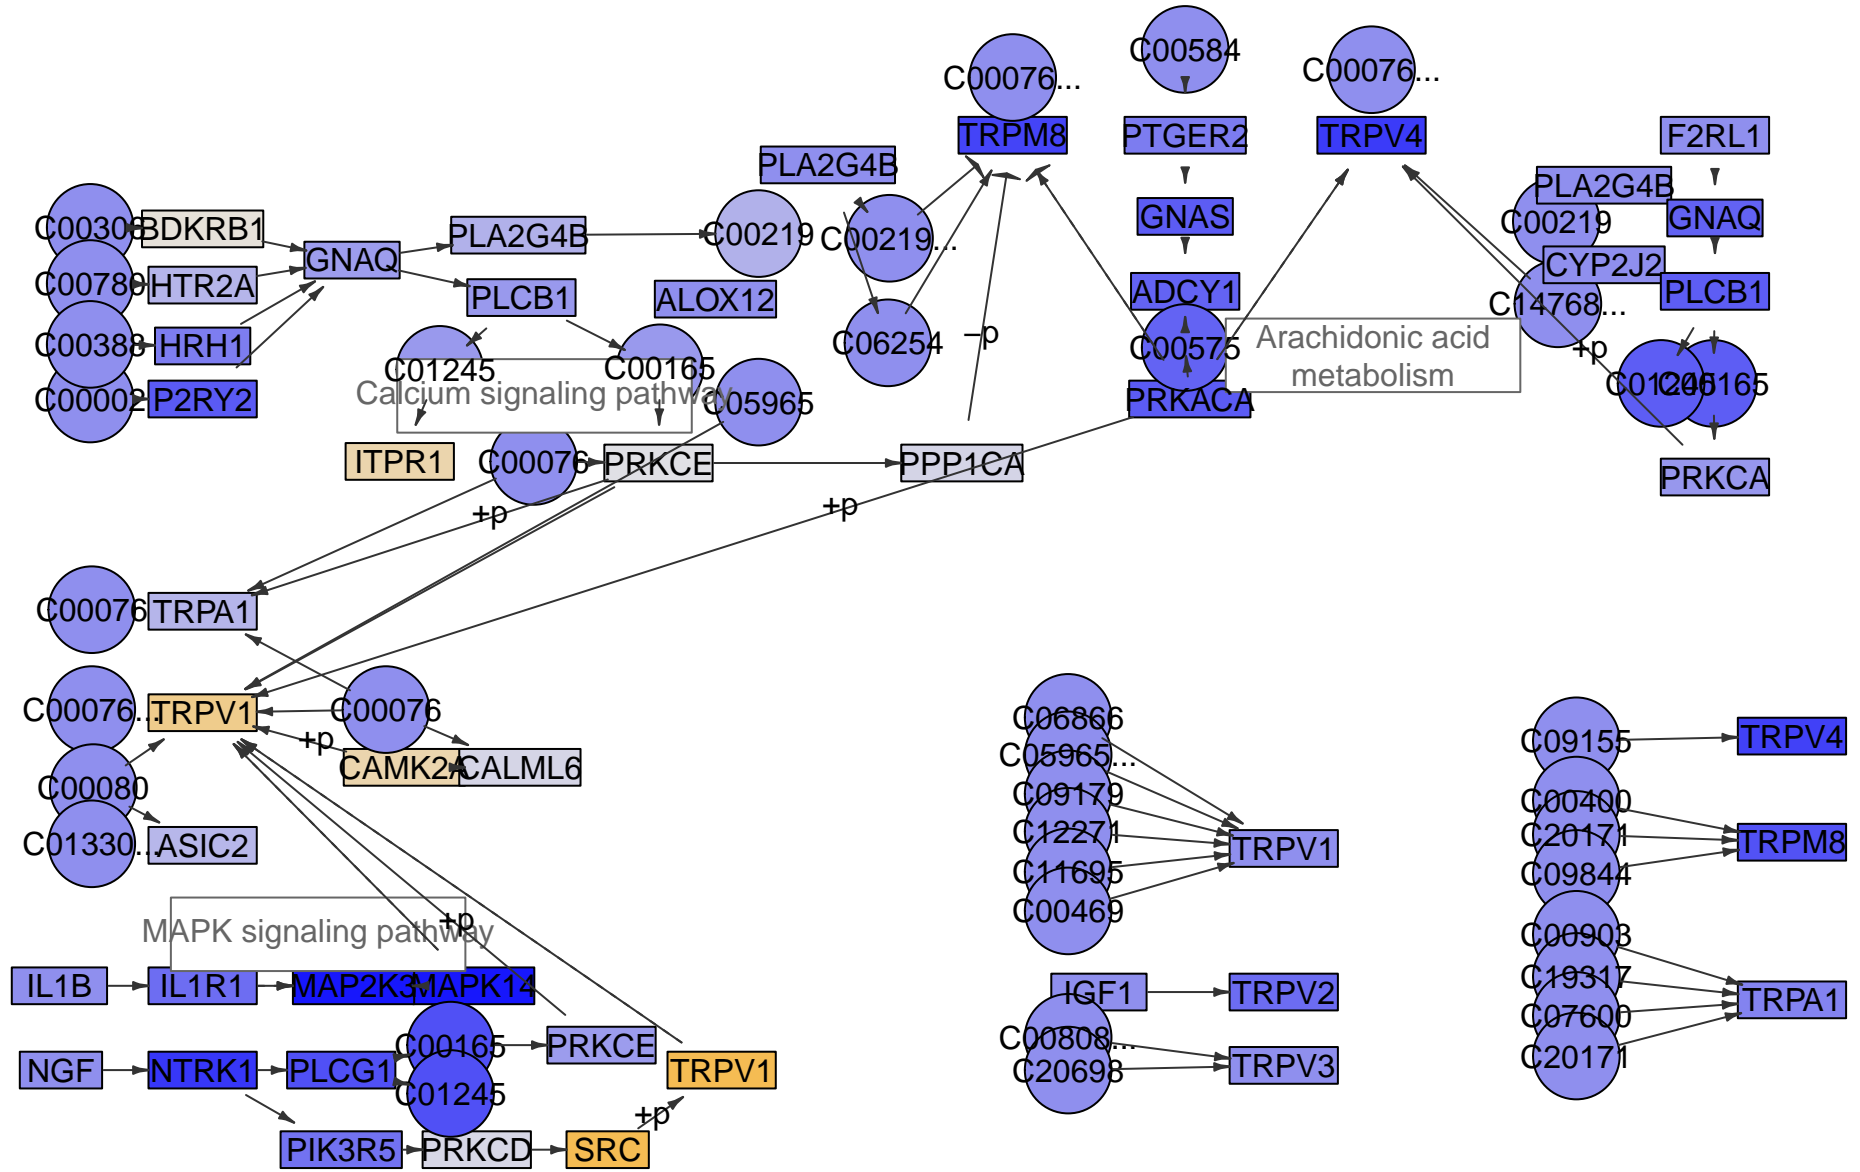 C00584
C00076...
C00076...
TRPM8
PTGER2
TRPV4
F2RL1
PLA2G4B
PLA2G4B
GNAS
C00219
GNAQ
BDKRB1
PLA2G4B
C00219
C00219...
GNAQ
CYP2J2
C00780
HTR2A
PLCB1
ALOX12
ADCY1
C14768...
PLCB1
C00388
HRH1
C06254
–p
C00575
Arachidonic acid
metabolism
+p
C01245
C00165
C01245
C00165
C00002
P2RY2
Calcium signaling pathway
C05965
PRKACA
ITPR1
C00076
PRKCE
PPP1CA
PRKCA
+p
+p
C00076
TRPA1
C00076...
TRPV1
C00076
+p
CAMK2A
CALML6
C00080
C01330...
ASIC2
C06866
C05965...
C09179
C12271
C11695
C00469
TRPV1
C09155
TRPV4
C00400
C20171
C09844
TRPM8
MAPK signaling pathway
+p
C00903
C19317
C07600
C20171
TRPA1
IL1B
IL1R1
MAP2K3
MAPK14
IGF1
TRPV2
C00808...
C20698
TRPV3
NGF
NTRK1
PLCG1
C00165
C01245
PRKCE
TRPV1
+p
PIK3R5
PRKCD
SRC